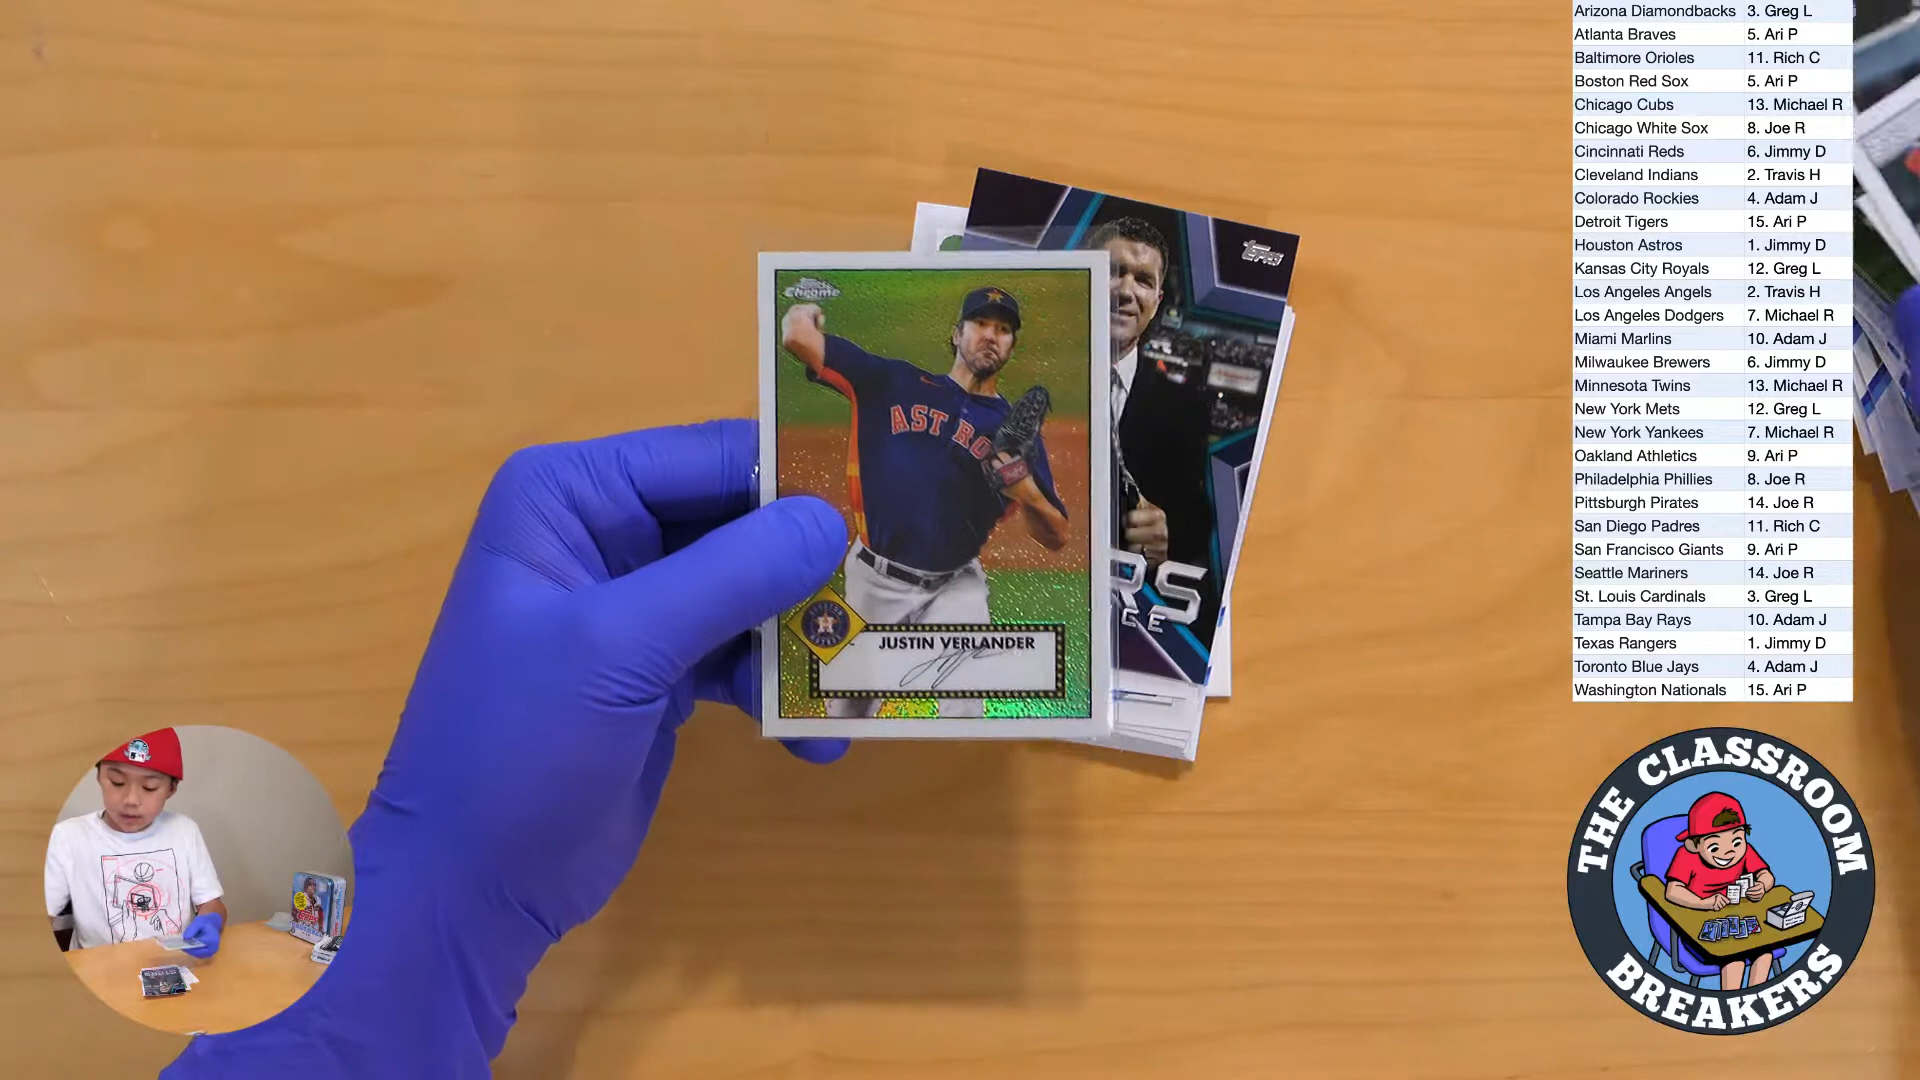 Arizona Diamondbacks 3. Greg L
Atlanta Braves 5. Ari P
Baltimore Orioles 11. Rich C
Boston Red Sox 5. Ari P
Chicago Cubs 13. Michael R
Chicago White Sox 8. Joe R
Cincinnati Reds 6. Jimmy D
Cleveland Indians 2. Travis H
Colorado Rockies 4. Adam J
Detroit Tigers 15. Ari P
Houston Astros 1. Jimmy D
Kansas City Royals 12. Greg L
Los Angeles Angels 2. Travis H
Los Angeles Dodgers 7. Michael R
Miami Marlins 10. Adam J
Milwaukee Brewers 6. Jimmy D
Minnesota Twins 13. Michael R
New York Mets 12. Greg L
New York Yankees 7. Michael R
Oakland Athletics 9. Ari P
Philadelphia Phillies 8. Joe R
Pittsburgh Pirates 14. Joe R
San Diego Padres 11. Rich C
San Francisco Giants 9. Ari P
Seattle Mariners 14. Joe R
St. Louis Cardinals 3. Greg L
Tampa Bay Rays 10. Adam J
Texas Rangers 1. Jimmy D
Toronto Blue Jays 4. Adam J
Washington Nationals 15. Ari P
Topps
Topps
Chrome
ASTRO
JUSTIN VERLANDER
THE CLASSROOM
BREAKERS